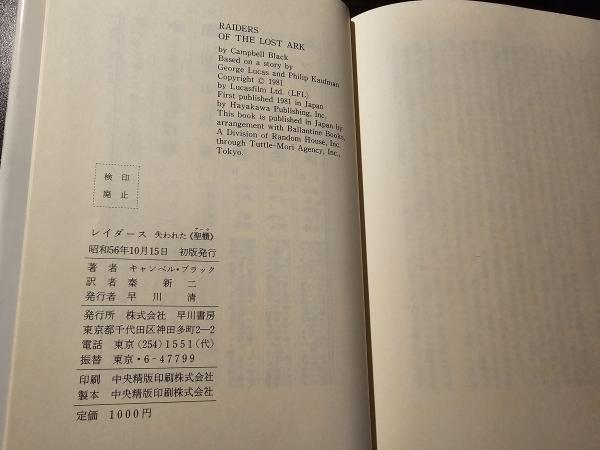 RAIDERS
OF THE LOST ARK
by Campbell Black
Based on a story by
George Lucas and Philip Kaufman
Copyright © 1981
by Lucasfilm Ltd. (LFL)
First published 1981 in Japan
by Hayakawa Publishing, Inc.
This book is published in Japan by
arrangement with Ballantine Books,
A Division of Random House, Inc.
through Tuttle-Mori Agency, Inc.,
Tokyo.
検印
廃止
レイダース 失われた《聖櫃》
昭和56年10月15日 初版発行
著者 キャンベル・ブラック
訳者 秦新二
発行者 早川清
発行所 株式会社 早川書房
東京都千代田区神田多町2―2
電話 東京(254)1551(代)
振替 東京・6-47799
印刷 中央精版印刷株式会社
製本 中央精版印刷株式会社
定価 1000円